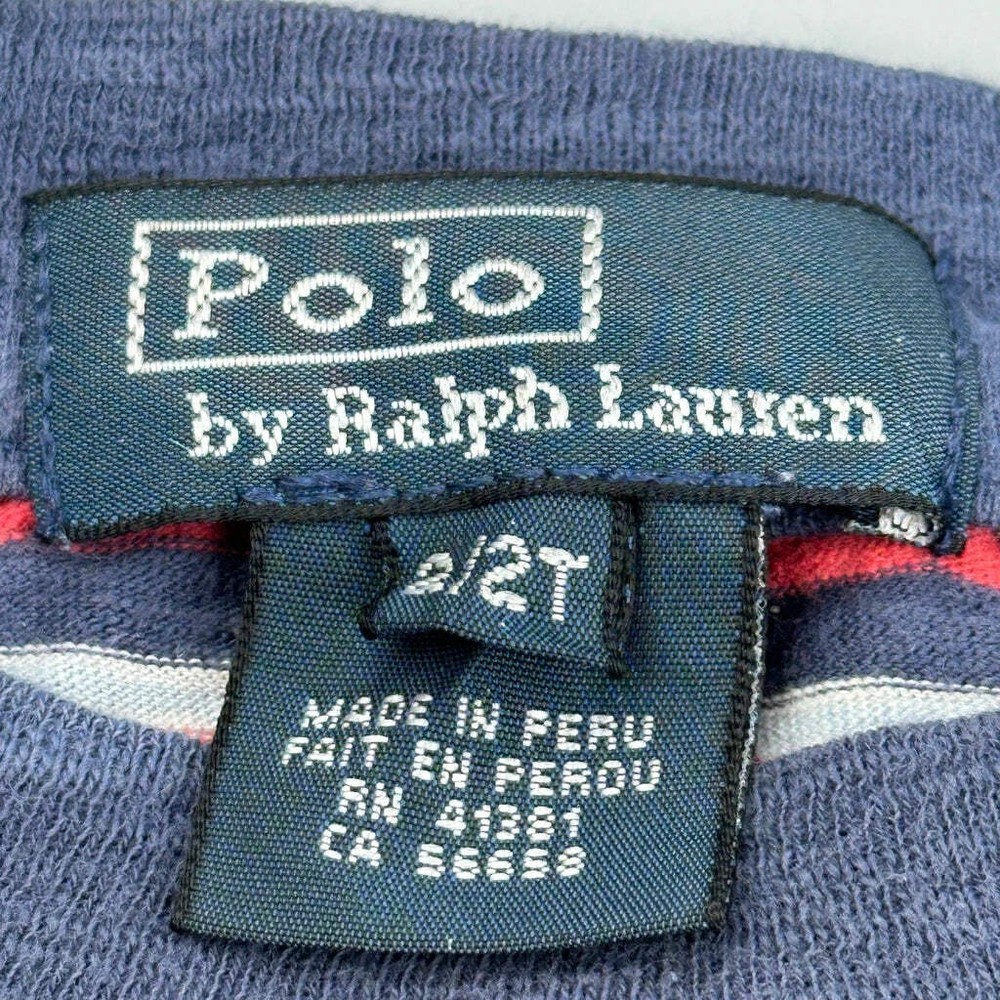 Polo
by Ralph Lauren
2/2T
MADE IN PERU
FAIT EN PEROU
RN 41381
CA 56658